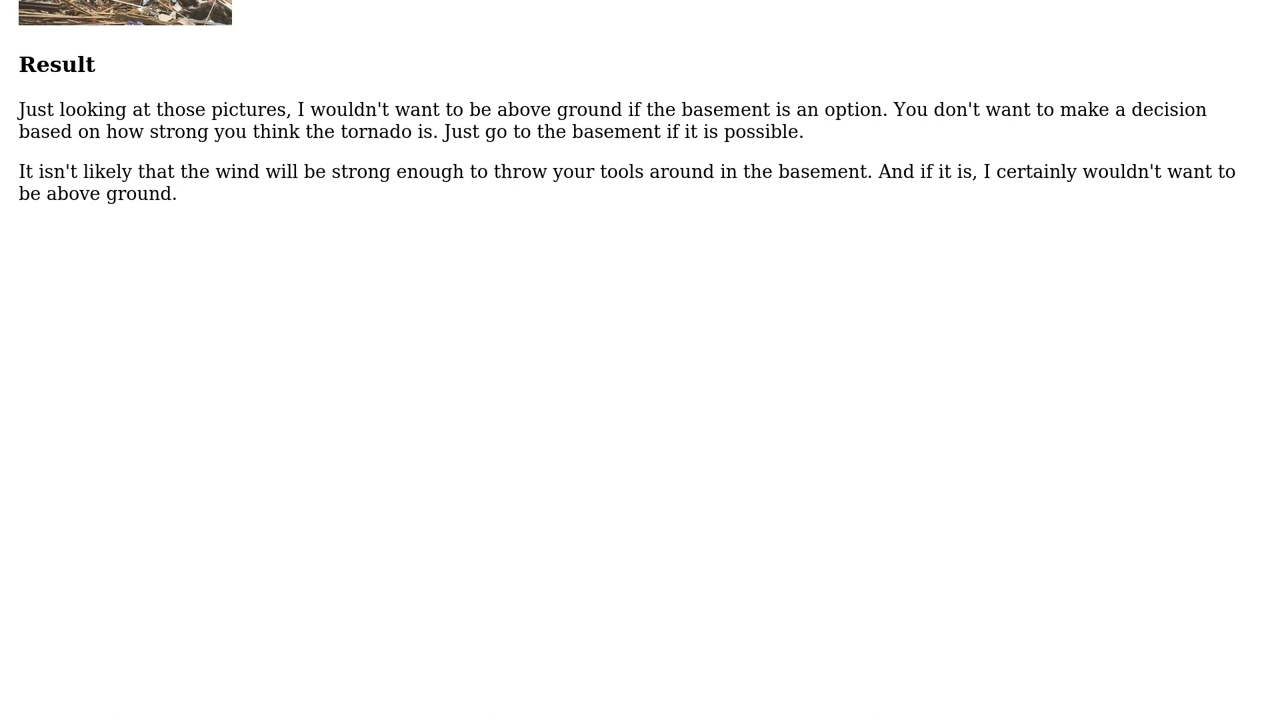 Result
Just looking at those pictures, I wouldn't want to be above ground if the basement is an option. You don't want to make a decision
based on how strong you think the tornado is. Just go to the basement if it is possible.
It isn't likely that the wind will be strong enough to throw your tools around in the basement. And if it is, I certainly wouldn't want to
be above ground.